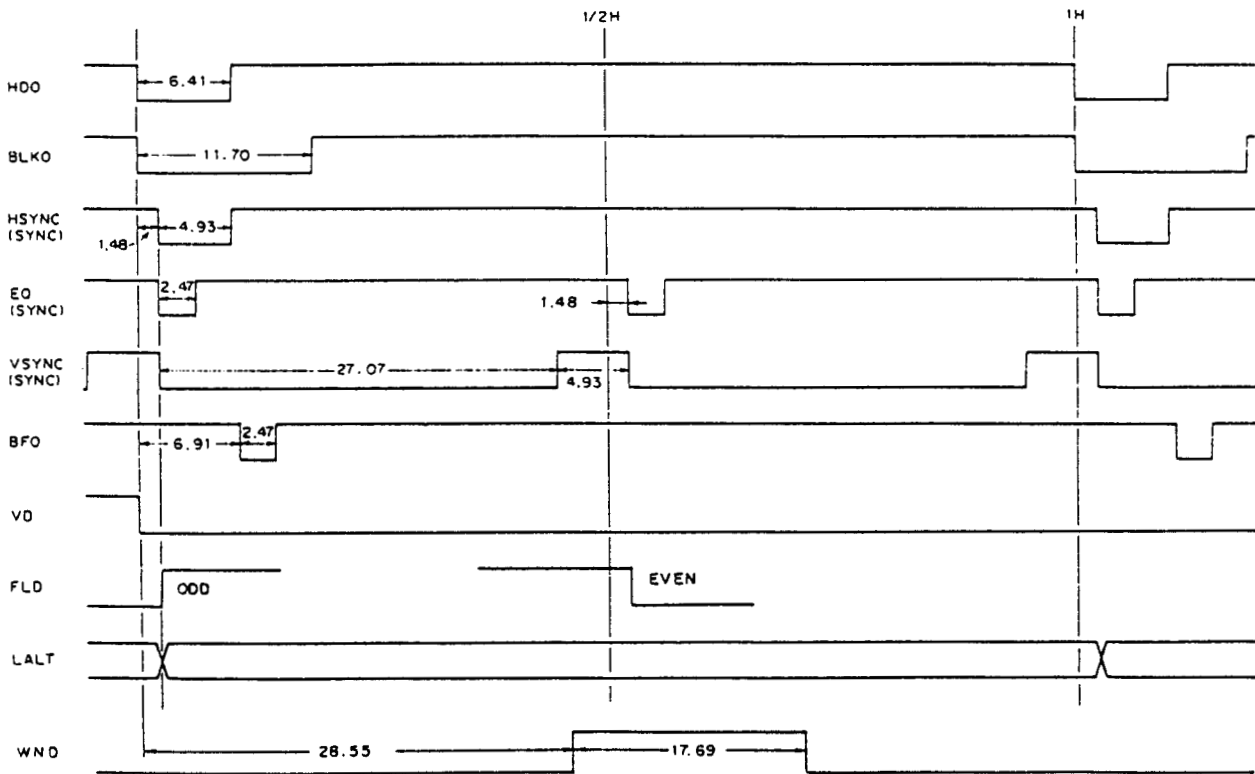 1/2H
1H
HDO
6.41
BLKO
11.70
HSYNC
(SYNC)
1.48
4.93
EQ
(SYNC)
2.47
1.48
VSYNC
(SYNC)
27.07
4.93
BFO
6.91
2.47
VD
FLD
ODD
EVEN
LALT
WND
28.55
17.69